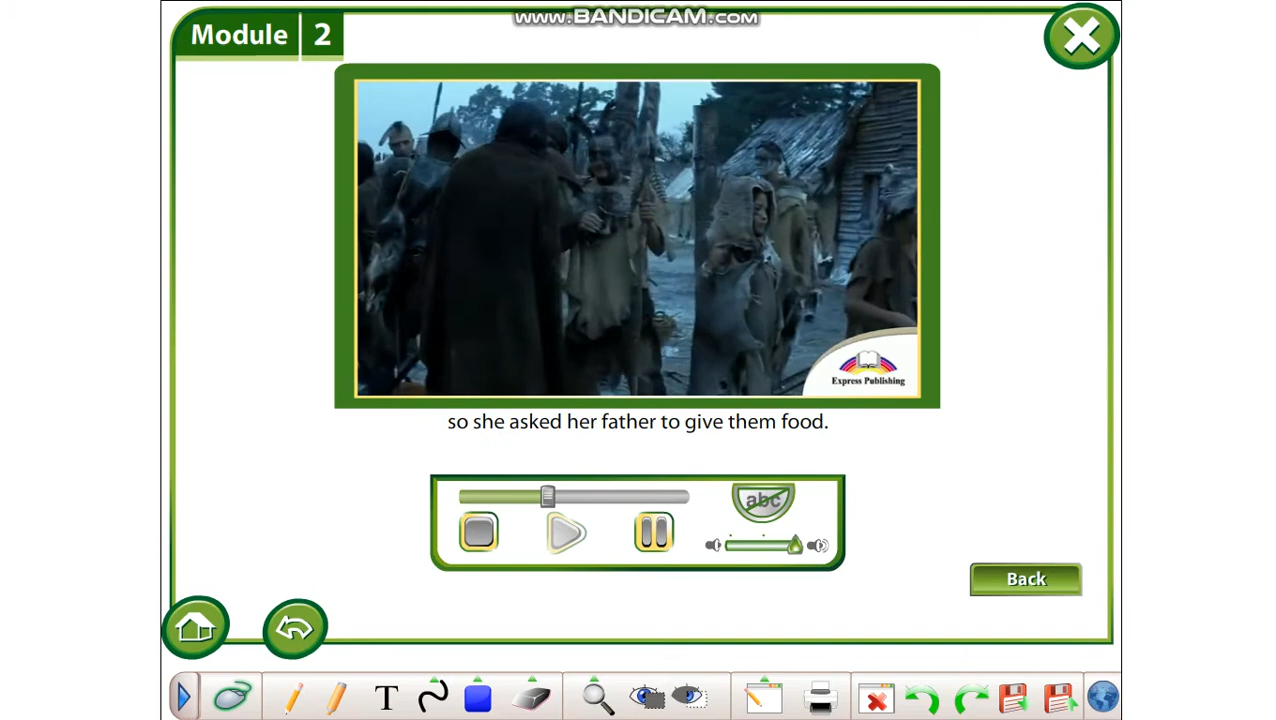 www.BANDICAM.com
Module 2
Express Publishing
so she asked her father to give them food.
abc
Back
T